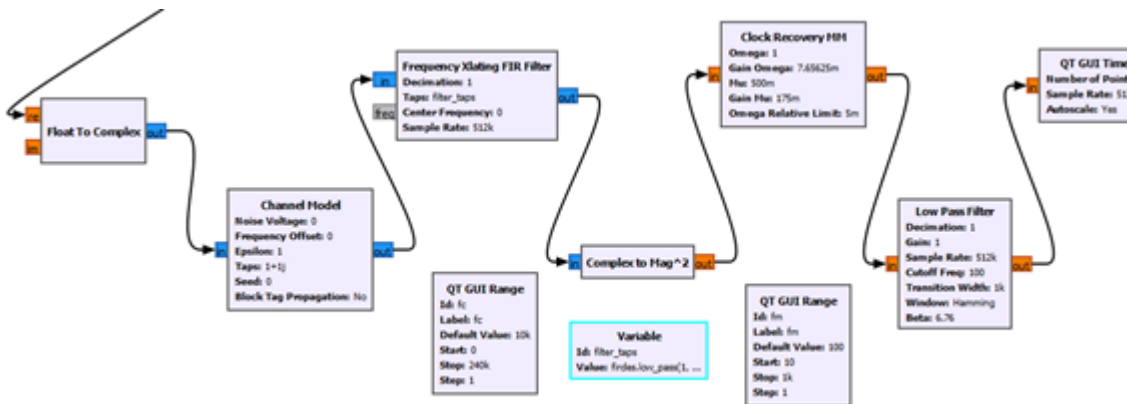 re
Float To Complex
out
im
Channel Model
Noise Voltage: 0
Frequency Offset: 0
in
Epsilon: 1
out
Taps: 1+1j
Seed: 0
Block Tag Propagation: No
Frequency Xlating FIR Filter
in
Decimation: 1
Taps: filter_taps
out
freq
Center Frequency: 0
Sample Rate: 512k
QT GUI Range
Id: fc
Label: fc
Default Value: 10k
Start: 0
Stop: 240k
Step: 1
in
Complex to Mag^2
out
Variable
Id: filter_taps
Value: firdes.low_pass(1, ...
Clock Recovery MM
Omega: 1
in
Gain Omega: 7.65625m
out
Mu: 500m
Gain Mu: 175m
Omega Relative Limit: 5m
QT GUI Range
Id: fm
Label: fm
Default Value: 100
Start: 10
Stop: 1k
Step: 1
Low Pass Filter
Decimation: 1
Gain: 1
Sample Rate: 512k
in
Cutoff Freq: 100
out
Transition Width: 1k
Window: Hamming
Beta: 6.76
QT GUI Time
Number of Point
in
Sample Rate: 51
Autoscale: Yes